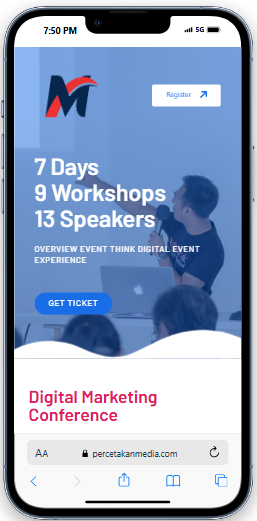 7:50 PM
5G
M
Register
7 Days
9 Workshops
13 Speakers
OVERVIEW EVENT THINK DIGITAL EVENT
EXPERIENCE
GET TICKET
Digital Marketing
Conference
AA
percetakanmedia.com